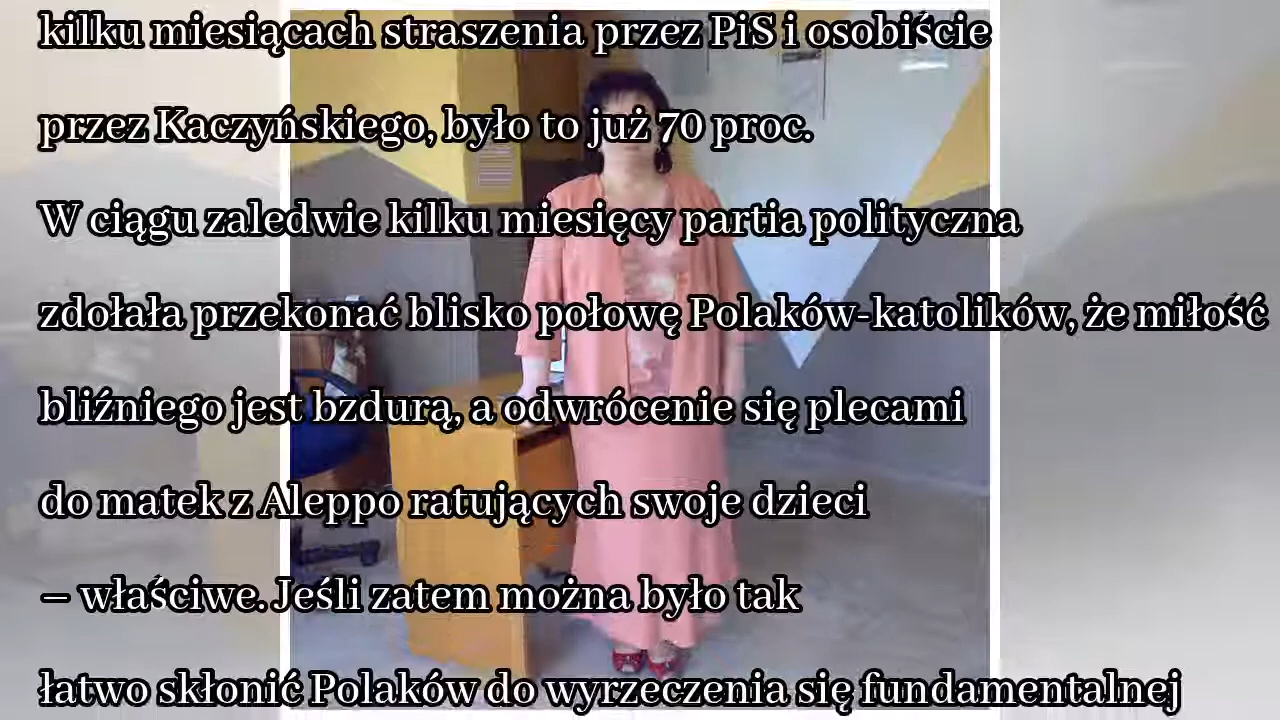 kilku miesiącach straszenia przez PiS i osobiście
przez Kaczyńskiego, było to już 70 proc.
W ciągu zaledwie kilku miesięcy partia polityczna
zdołała przekonać blisko połowę Polaków-katolików, że miłość
bliźniego jest bzdurą, a odwrócenie się plecami
do matek z Aleppo ratujących swoje dzieci
– właściwe. Jeśli zatem można było tak
łatwo skłonić Polaków do wyrzeczenia się fundamentalnej